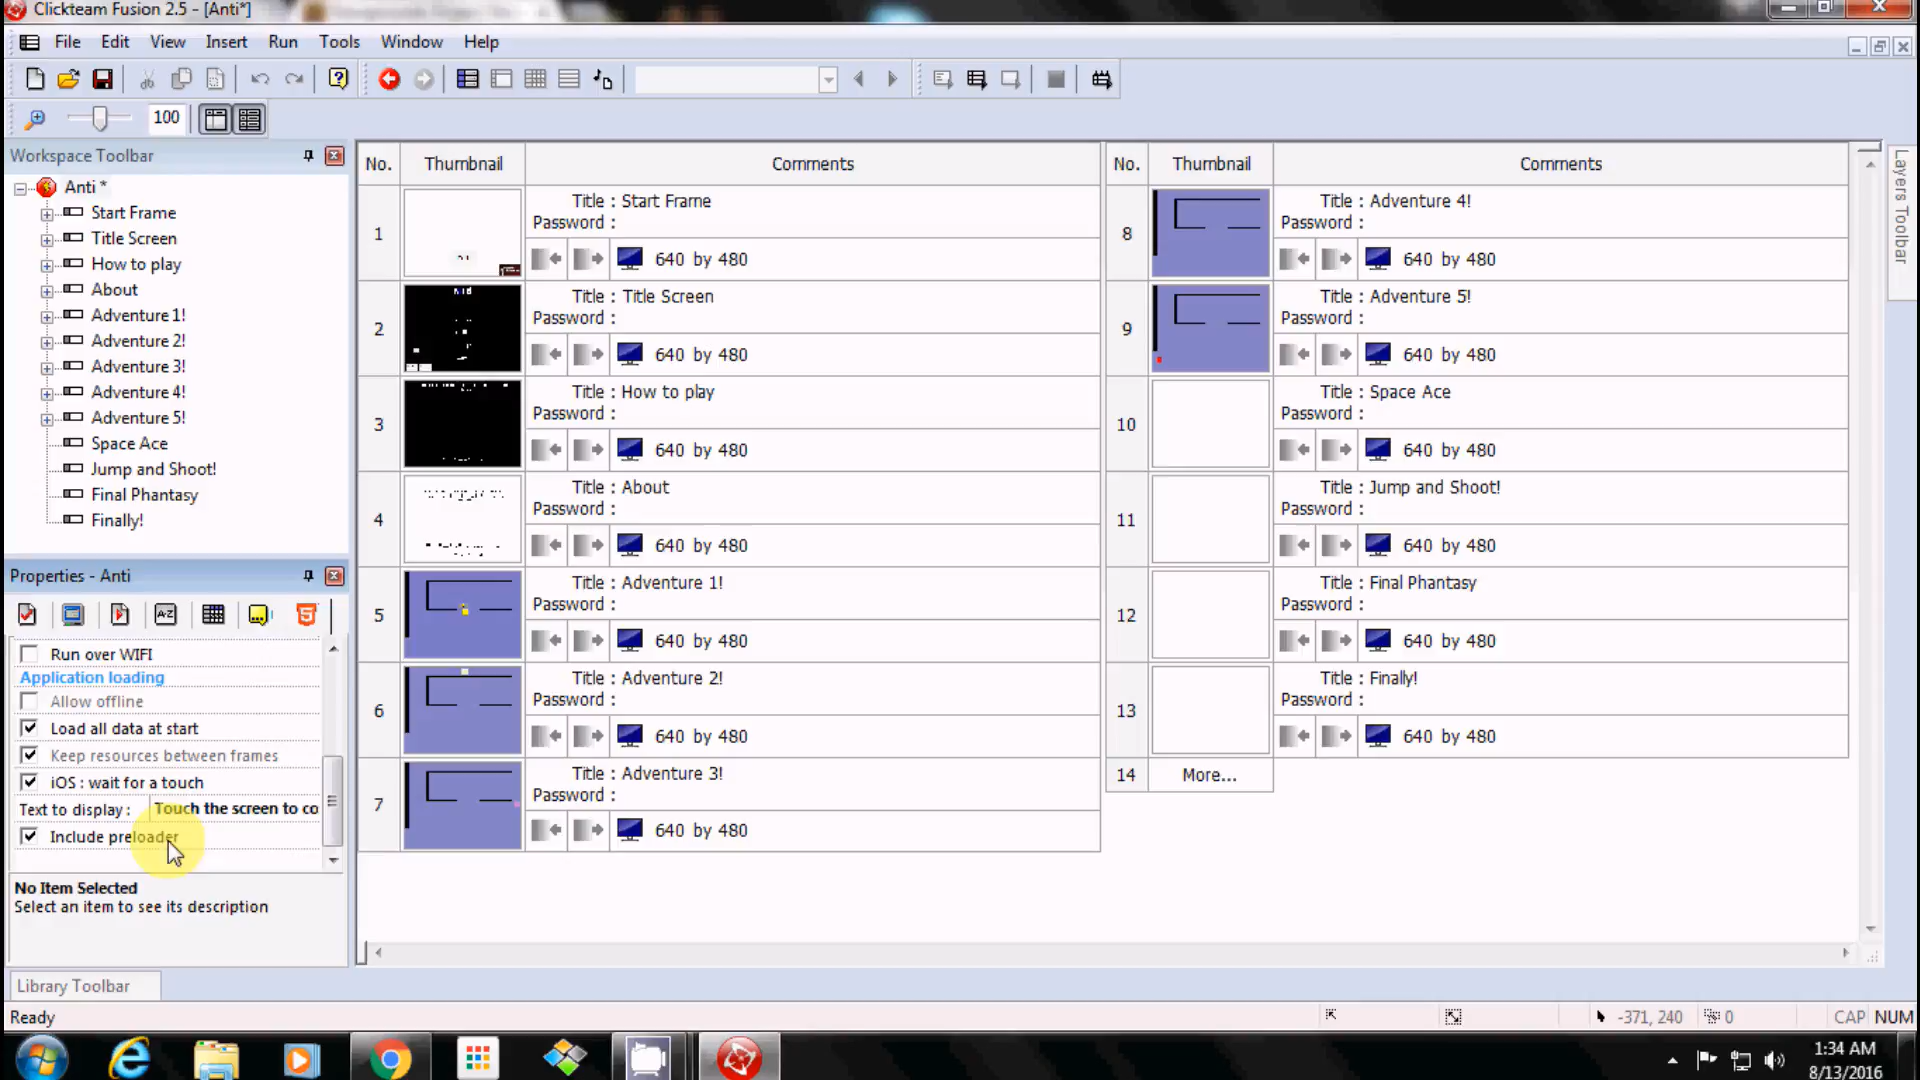 Clickteam Fusion 2.5 - [Anti*]
File Edit View Insert Run Tools Window Help
100
Workspace Toolbar
Anti *
Start Frame
Title Screen
How to play
About
Adventure 1!
Adventure 2!
Adventure 3!
Adventure 4!
Adventure 5!
Space Ace
Jump and Shoot!
Final Phantasy
Finally!
Properties - Anti
A-Z
Run over WIFI
Application loading
Allow offline
Load all data at start
Keep resources between frames
iOS : wait for a touch
Text to display : Touch the screen to co
Include preloader
No Item Selected
Select an item to see its description
Library Toolbar
No. Thumbnail Comments
1
Title : Start Frame
Password :
640 by 480
2
Title : Title Screen
Password :
640 by 480
3
Title : How to play
Password :
640 by 480
4
Title : About
Password :
640 by 480
5
Title : Adventure 1!
Password :
640 by 480
6
Title : Adventure 2!
Password :
640 by 480
7
Title : Adventure 3!
Password :
640 by 480
No. Thumbnail Comments
8
Title : Adventure 4!
Password :
640 by 480
9
Title : Adventure 5!
Password :
640 by 480
10
Title : Space Ace
Password :
640 by 480
11
Title : Jump and Shoot!
Password :
640 by 480
12
Title : Final Phantasy
Password :
640 by 480
13
Title : Finally!
Password :
640 by 480
14 More...
Layers Toolbar
Ready
-371, 240
0
CAP NUM
1:34 AM
8/13/2016